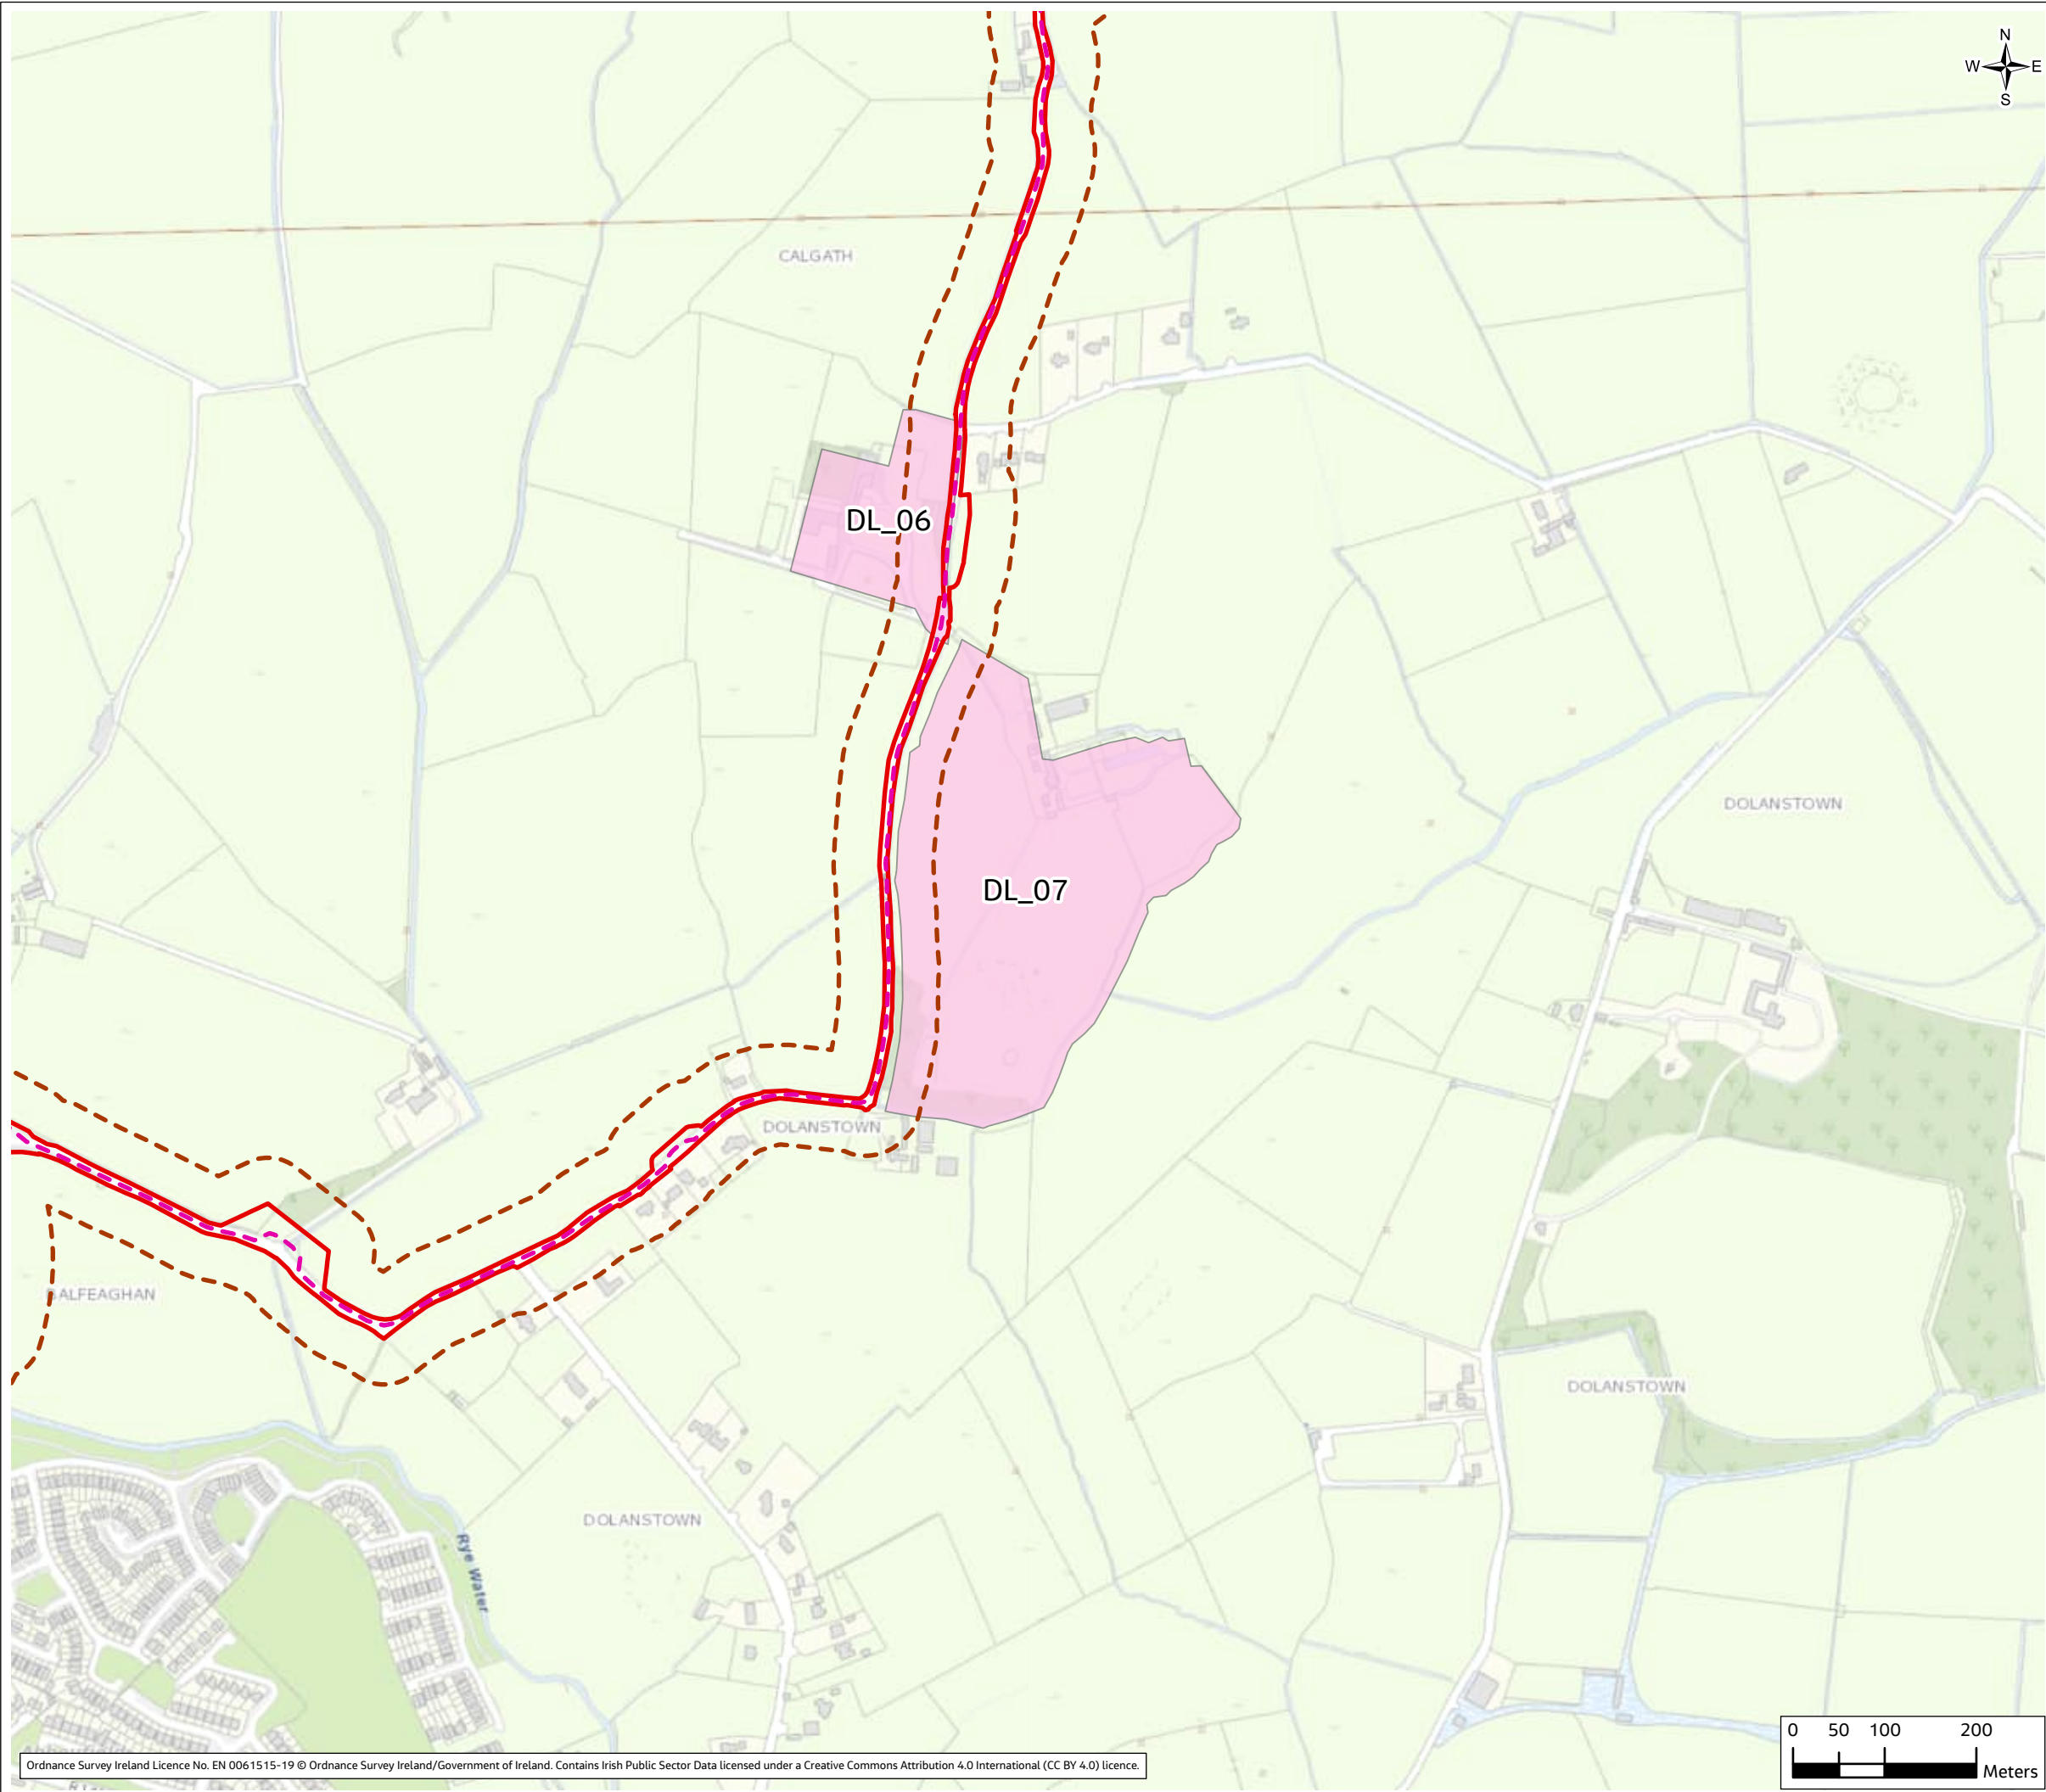 N
W E
S
CALGATH
DL_06
DOLANSTOWN
DL_07
DOLANSTOWN
BALFEAGHAN
DOLANSTOWN
DOLANSTOWN
Rye Water
0 50 100 200
Meters
Ordnance Survey Ireland Licence No. EN 0061515-19 © Ordnance Survey Ireland/Government of Ireland. Contains Irish Public Sector Data licensed under a Creative Commons Attribution 4.0 International (CC BY 4.0) licence.